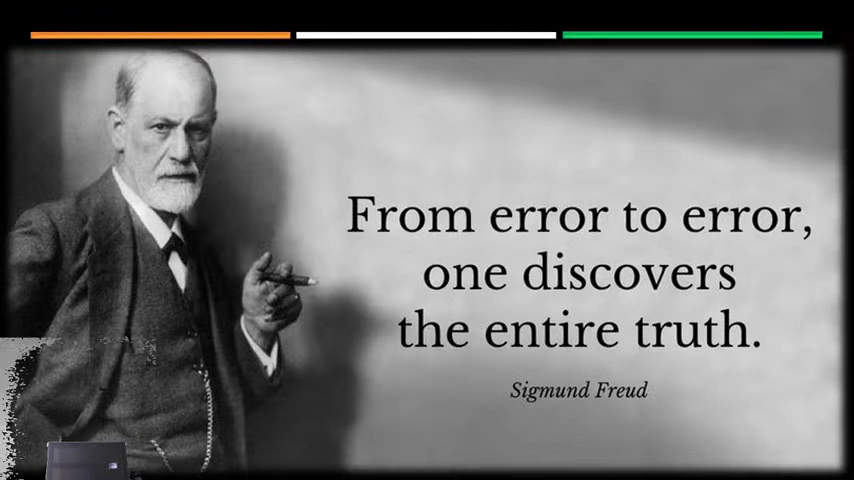 From error to error,
one discovers
the entire truth.
Sigmund Freud